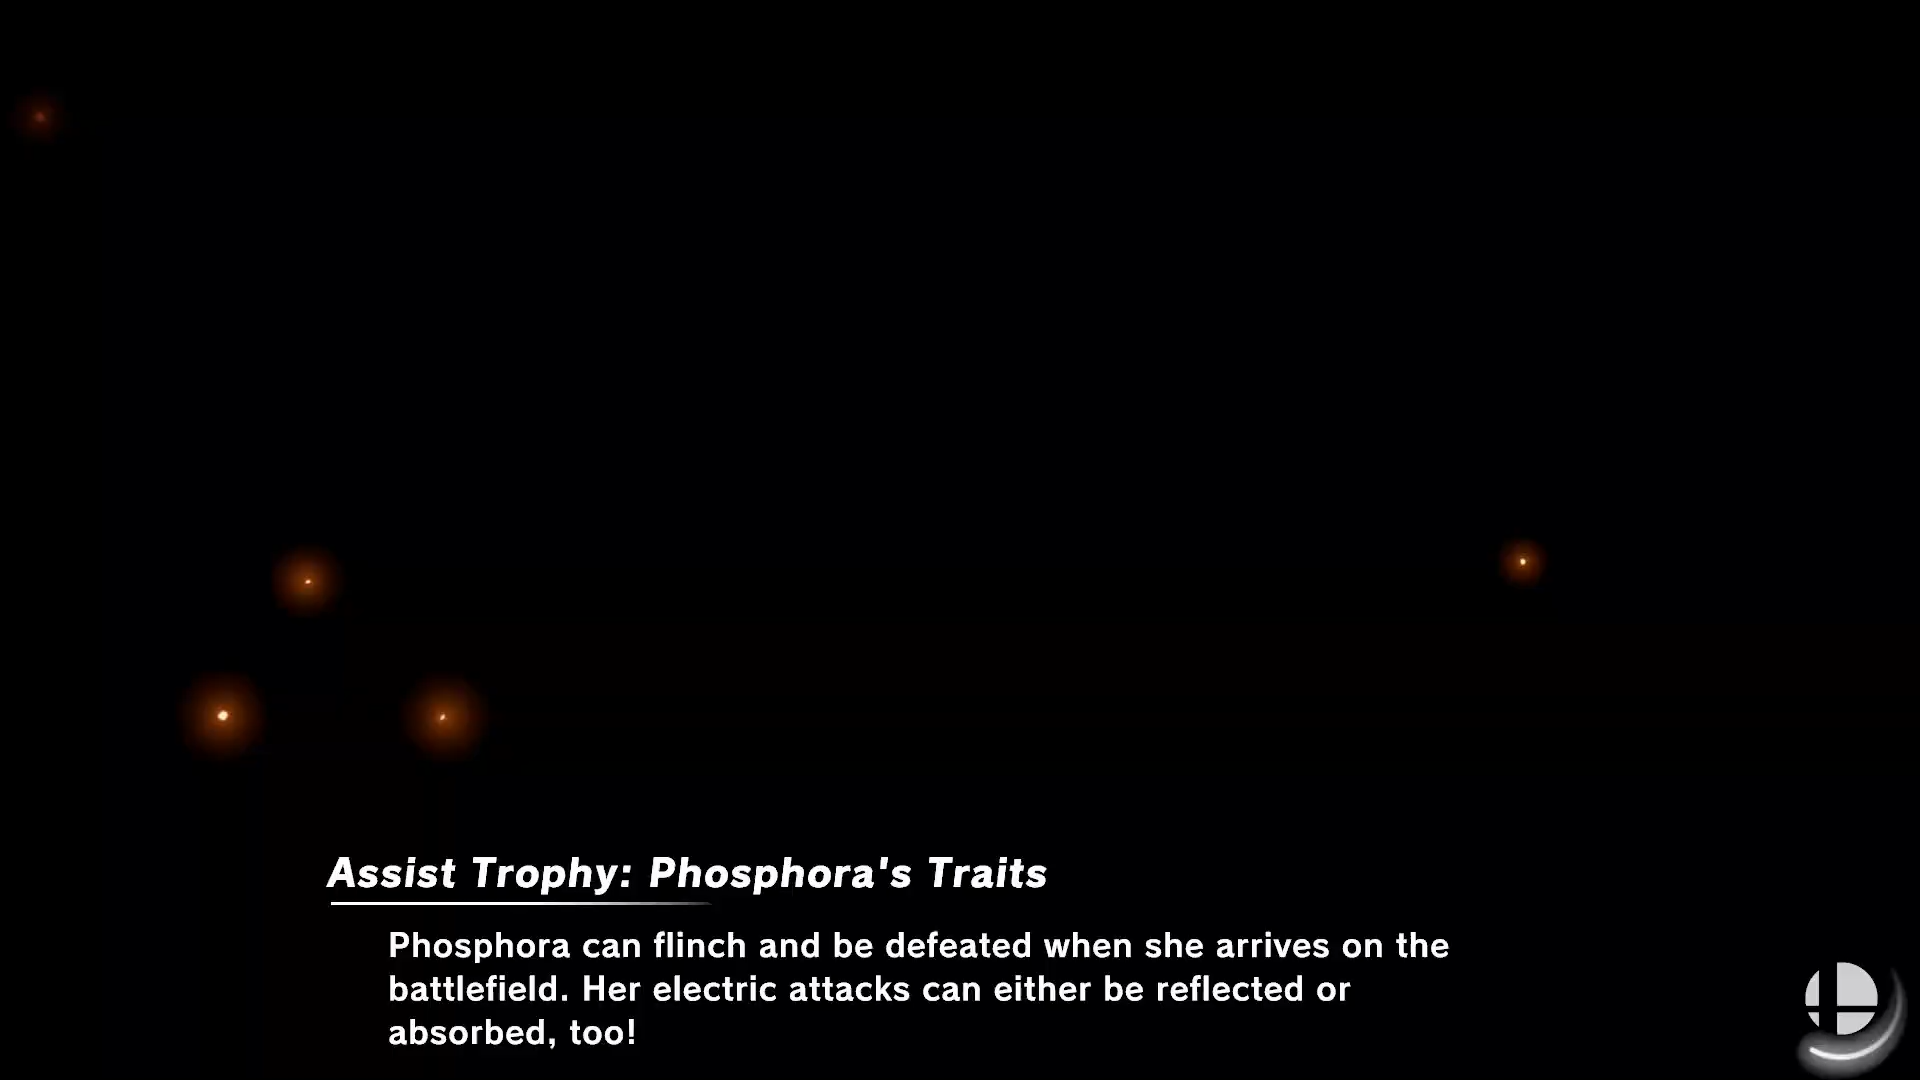 Assist Trophy: Phosphora's Traits
Phosphora can flinch and be defeated when she arrives on the
battlefield. Her electric attacks can either be reflected or
absorbed, too!